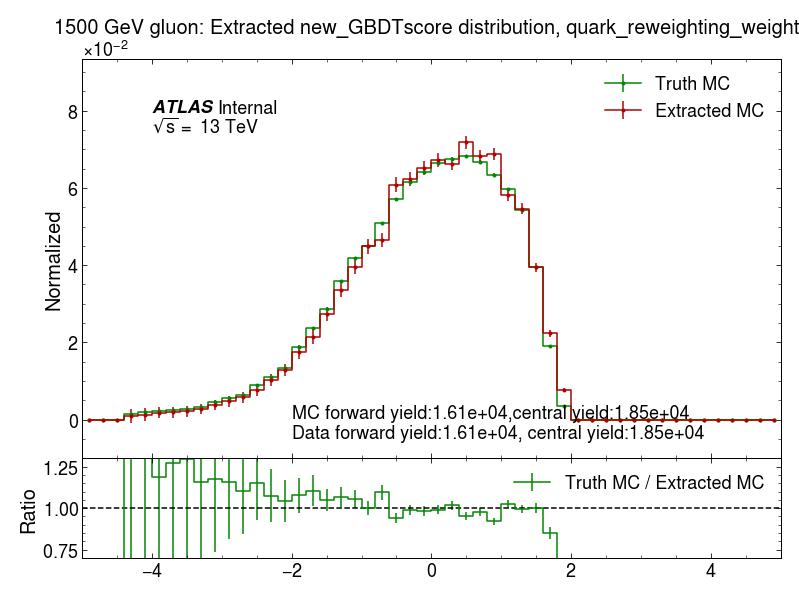 1500 GeV gluon: Extracted new_GBDTscore distribution, quark_reweighting_weight
×10⁻²
ATLAS Internal
√s = 13 TeV
Truth MC
Extracted MC
8
6
4
2
0
Normalized
MC forward yield:1.61e+04,central yield:1.85e+04
Data forward yield:1.61e+04, central yield:1.85e+04
1.25
1.00
0.75
Ratio
Truth MC / Extracted MC
−4 −2 0 2 4